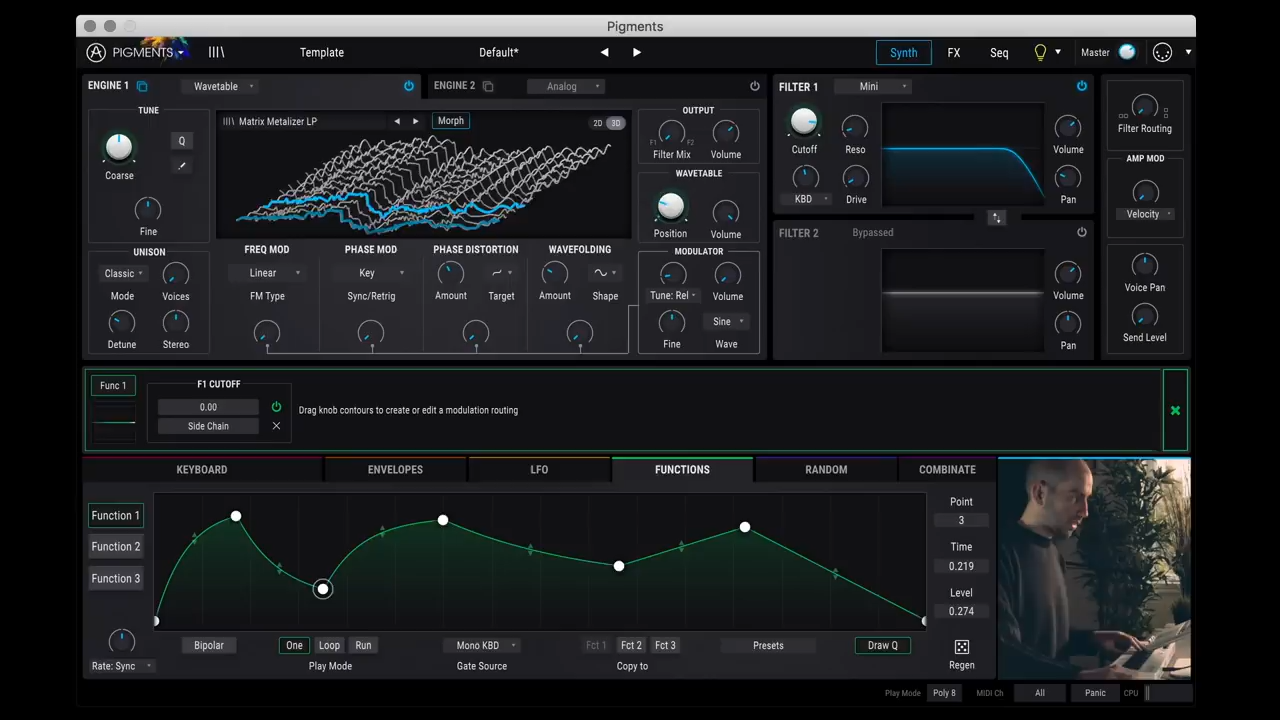 Pigments
PIGMENTS Template Default* Synth FX Seq Master
ENGINE 1 Wavetable ENGINE 2 Analog FILTER 1 Mini
TUNE Matrix Metalizer LP Morph 2D 3D OUTPUT
Coarse Q F1 F2 Filter Mix Volume Cutoff Reso Volume Filter Routing
Fine WAVETABLE KBD Drive Pan AMP MOD
Position Volume Velocity
UNISON FREQ MOD PHASE MOD PHASE DISTORTION WAVEFOLDING MODULATOR FILTER 2 Bypassed
Classic Linear Key
Mode Voices FM Type Sync/Retrig Amount Target Amount Shape Tune: Rel Volume Volume Voice Pan
Sine
Detune Stereo Fine Wave Pan Send Level
Func 1 F1 CUTOFF
0.00 Drag knob contours to create or edit a modulation routing
Side Chain
KEYBOARD ENVELOPES LFO FUNCTIONS RANDOM COMBINATE
Function 1 Point
3
Function 2 Time
0.219
Function 3 Level
0.274
Bipolar One Loop Run Mono KBD Fct 1 Fct 2 Fct 3 Presets Draw Q
Rate: Sync Play Mode Gate Source Copy to Regen
Play Mode Poly 8 MIDI Ch All Panic CPU